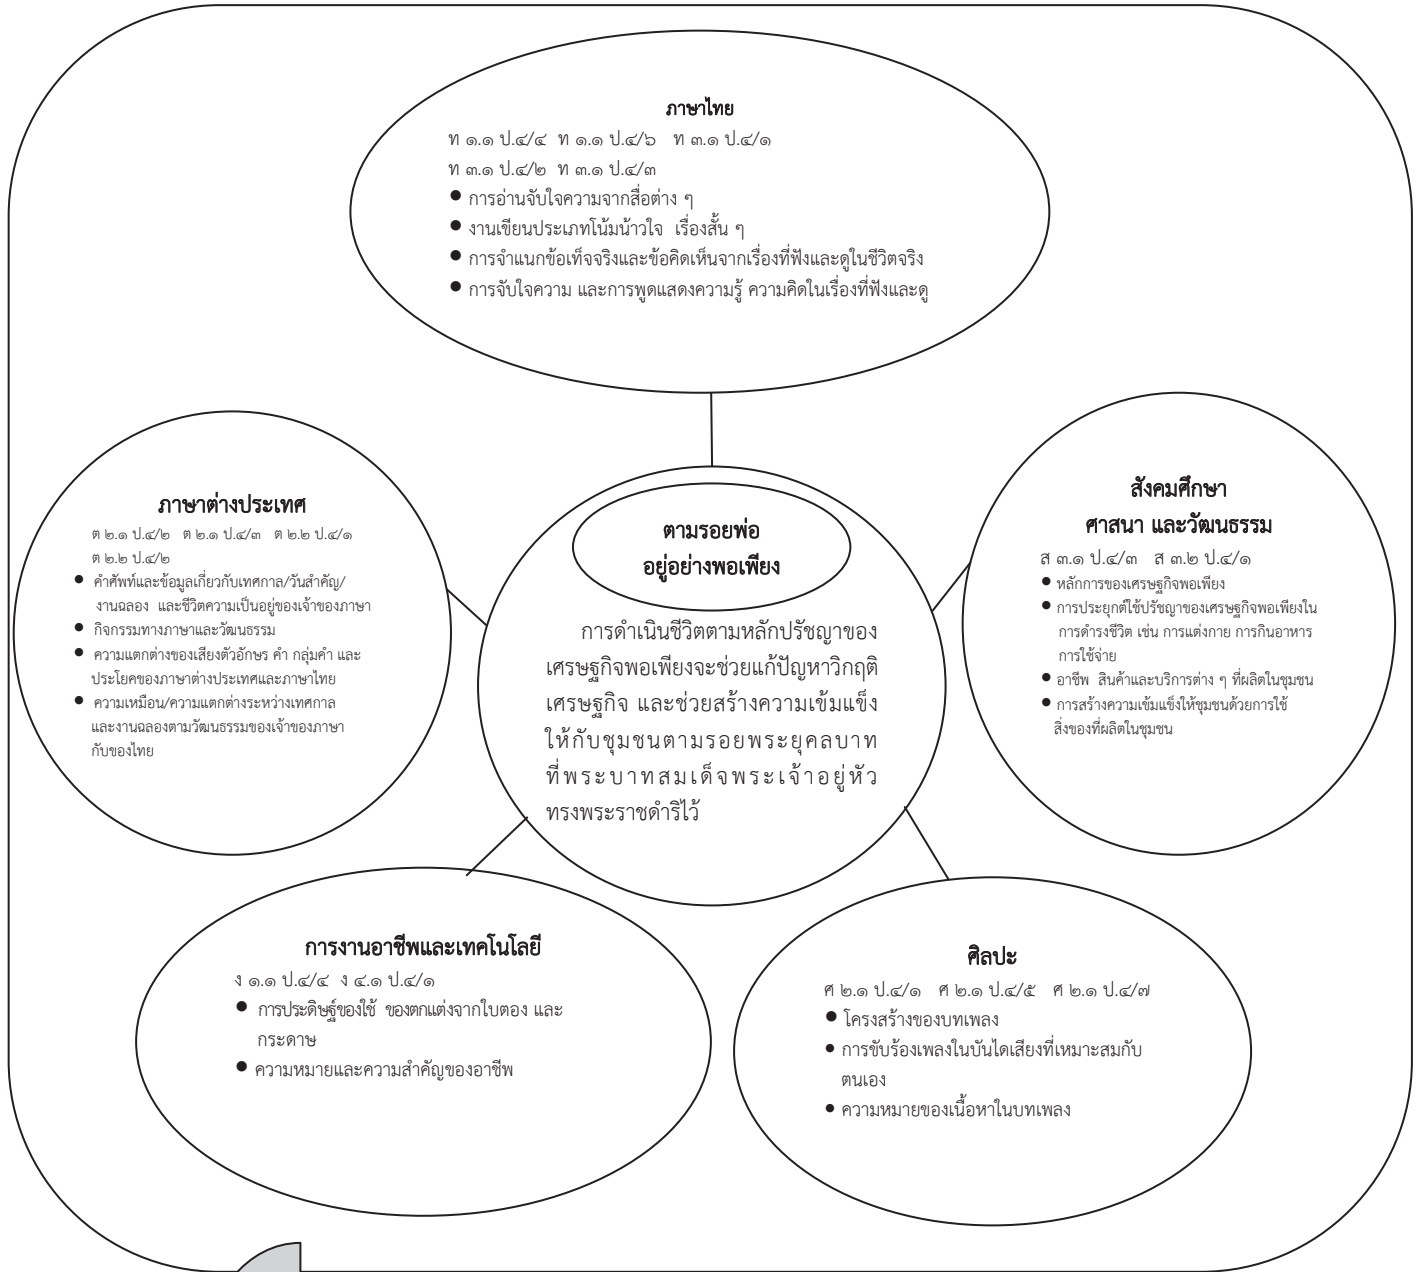 ภาษาไทย
ท ๑.๑ ป.๔/๔ ท ๑.๑ ป.๔/๖ ท ๓.๑ ป.๔/๑
ท ๓.๑ ป.๔/๒ ท ๓.๑ ป.๔/๓
● การอ่านจับใจความจากสื่อต่าง ๆ
● งานเขียนประเภทโน้มน้าวใจ เรื่องสั้น ๆ
● การจำแนกข้อเท็จจริงและข้อคิดเห็นจากเรื่องที่ฟังและดูในชีวิตจริง
● การจับใจความ และการพูดแสดงความรู้ ความคิดในเรื่องที่ฟังและดู
ภาษาต่างประเทศ
ต ๒.๑ ป.๔/๒ ต ๒.๑ ป.๔/๓ ต ๒.๒ ป.๔/๑
ต ๒.๒ ป.๔/๒
● คำศัพท์และข้อมูลเกี่ยวกับเทศกาล/วันสำคัญ/
งานฉลอง และชีวิตความเป็นอยู่ของเจ้าของภาษา
● กิจกรรมทางภาษาและวัฒนธรรม
● ความแตกต่างของเสียงตัวอักษร คำ กลุ่มคำ และ
ประโยคของภาษาต่างประเทศและภาษาไทย
● ความเหมือน/ความแตกต่างระหว่างเทศกาล
และงานฉลองตามวัฒนธรรมของเจ้าของภาษา
กับของไทย
ตามรอยพ่อ
อยู่อย่างพอเพียง
การดำเนินชีวิตตามหลักปรัชญาของ
เศรษฐกิจพอเพียงจะช่วยแก้ปัญหาวิกฤติ
เศรษฐกิจ และช่วยสร้างความเข้มแข็ง
ให้กับชุมชนตามรอยพระยุคลบาท
ที่พระบาทสมเด็จพระเจ้าอยู่หัว
ทรงพระราชดำริไว้
สังคมศึกษา
ศาสนา และวัฒนธรรม
ส ๓.๑ ป.๔/๓ ส ๓.๒ ป.๔/๑
● หลักการของเศรษฐกิจพอเพียง
● การประยุกต์ใช้ปรัชญาของเศรษฐกิจพอเพียงใน
การดำรงชีวิต เช่น การแต่งกาย การกินอาหาร
การใช้จ่าย
● อาชีพ สินค้าและบริการต่าง ๆ ที่ผลิตในชุมชน
● การสร้างความเข้มแข็งให้ชุมชนด้วยการใช้
สิ่งของที่ผลิตในชุมชน
การงานอาชีพและเทคโนโลยี
ง ๑.๑ ป.๔/๔ ง ๔.๑ ป.๔/๑
● การประดิษฐ์ของใช้ ของตกแต่งจากใบตอง และ
กระดาษ
● ความหมายและความสำคัญของอาชีพ
ศิลปะ
ศ ๒.๑ ป.๔/๑ ศ ๒.๑ ป.๔/๕ ศ ๒.๑ ป.๔/๗
● โครงสร้างของบทเพลง
● การขับร้องเพลงในบันไดเสียงที่เหมาะสมกับ
ตนเอง
● ความหมายของเนื้อหาในบทเพลง